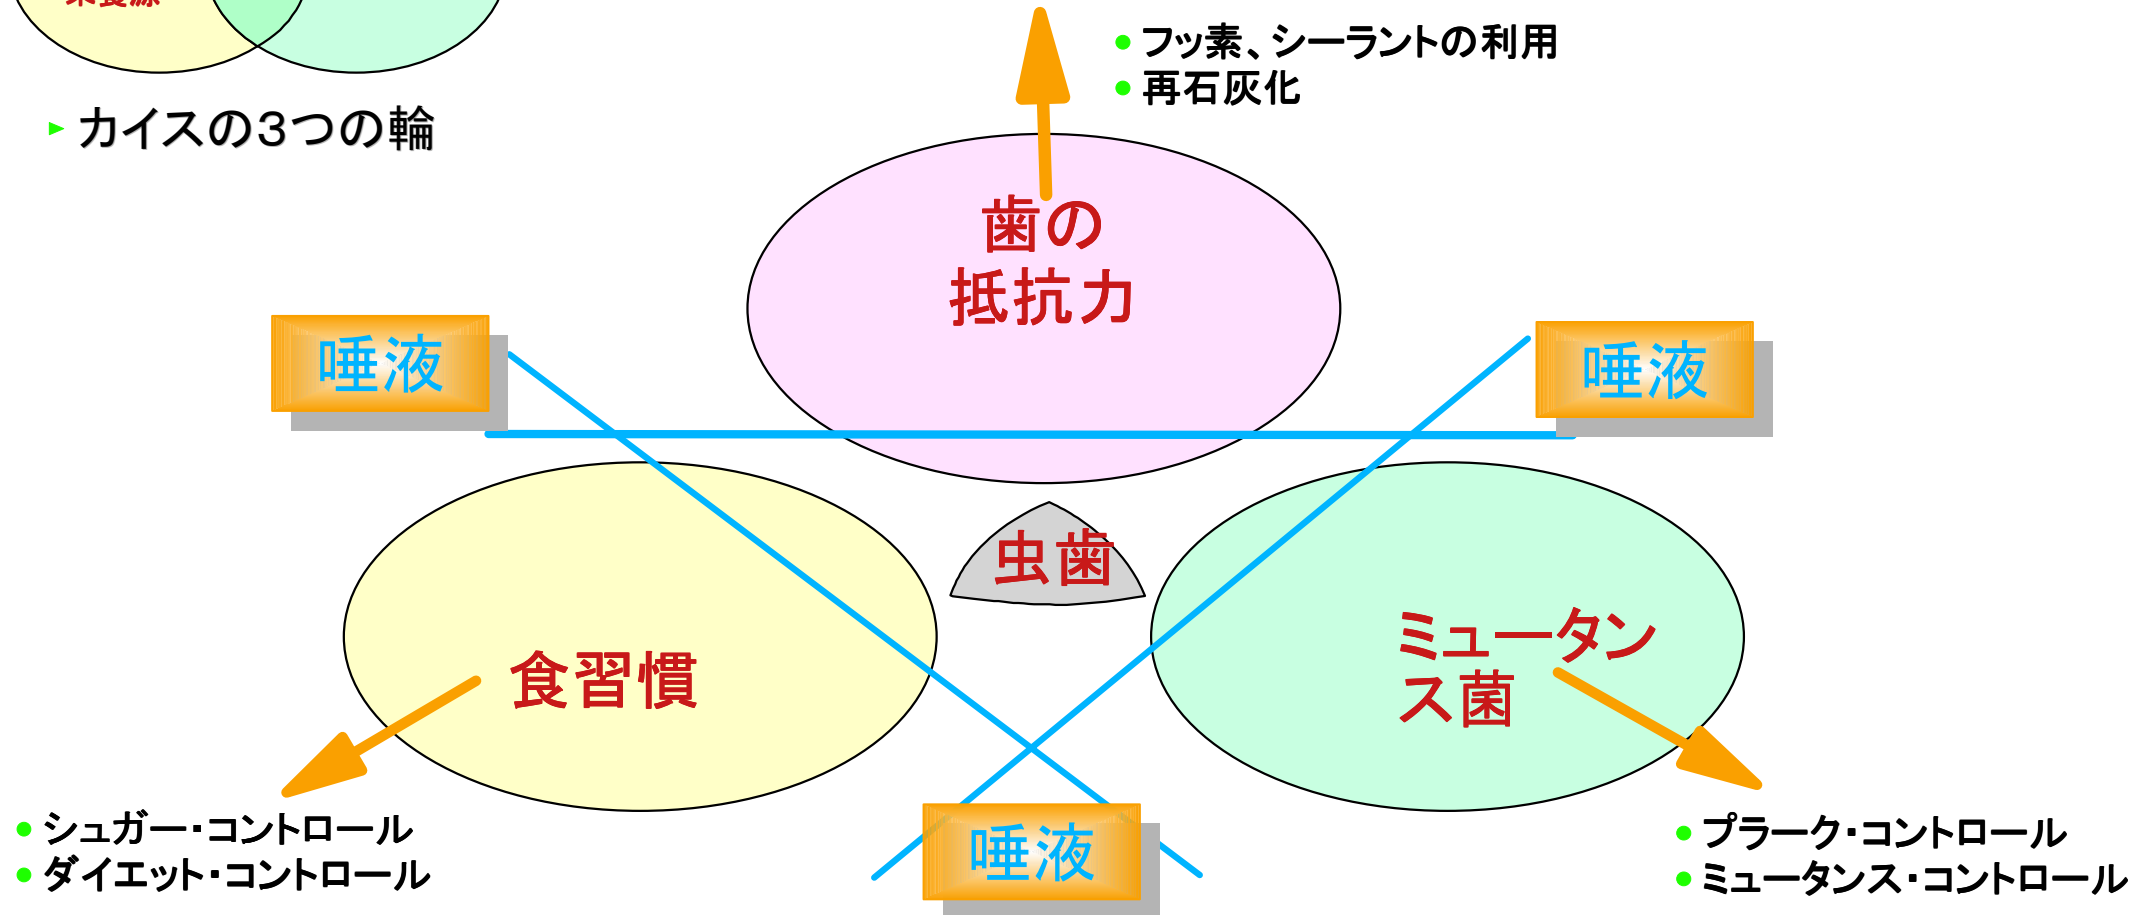 フッ素、シーラントの利用
再石灰化
カイスの３つの輪
歯の
抵抗力
唾液
唾液
虫歯
食習慣
ミュータン
ス菌
シュガー・コントロール
ダイエット・コントロール
唾液
プラーク・コントロール
ミュータンス・コントロール